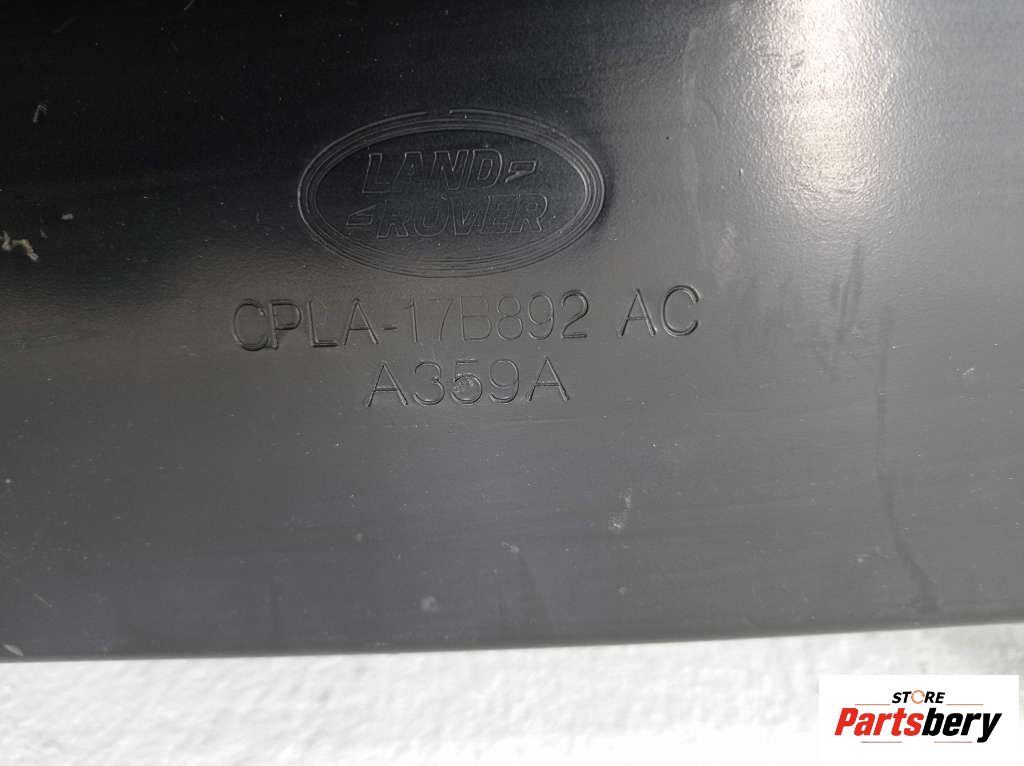 LAND-
-ROVER
CPLA-17B892 AC
A359A
STORE
Partsbery